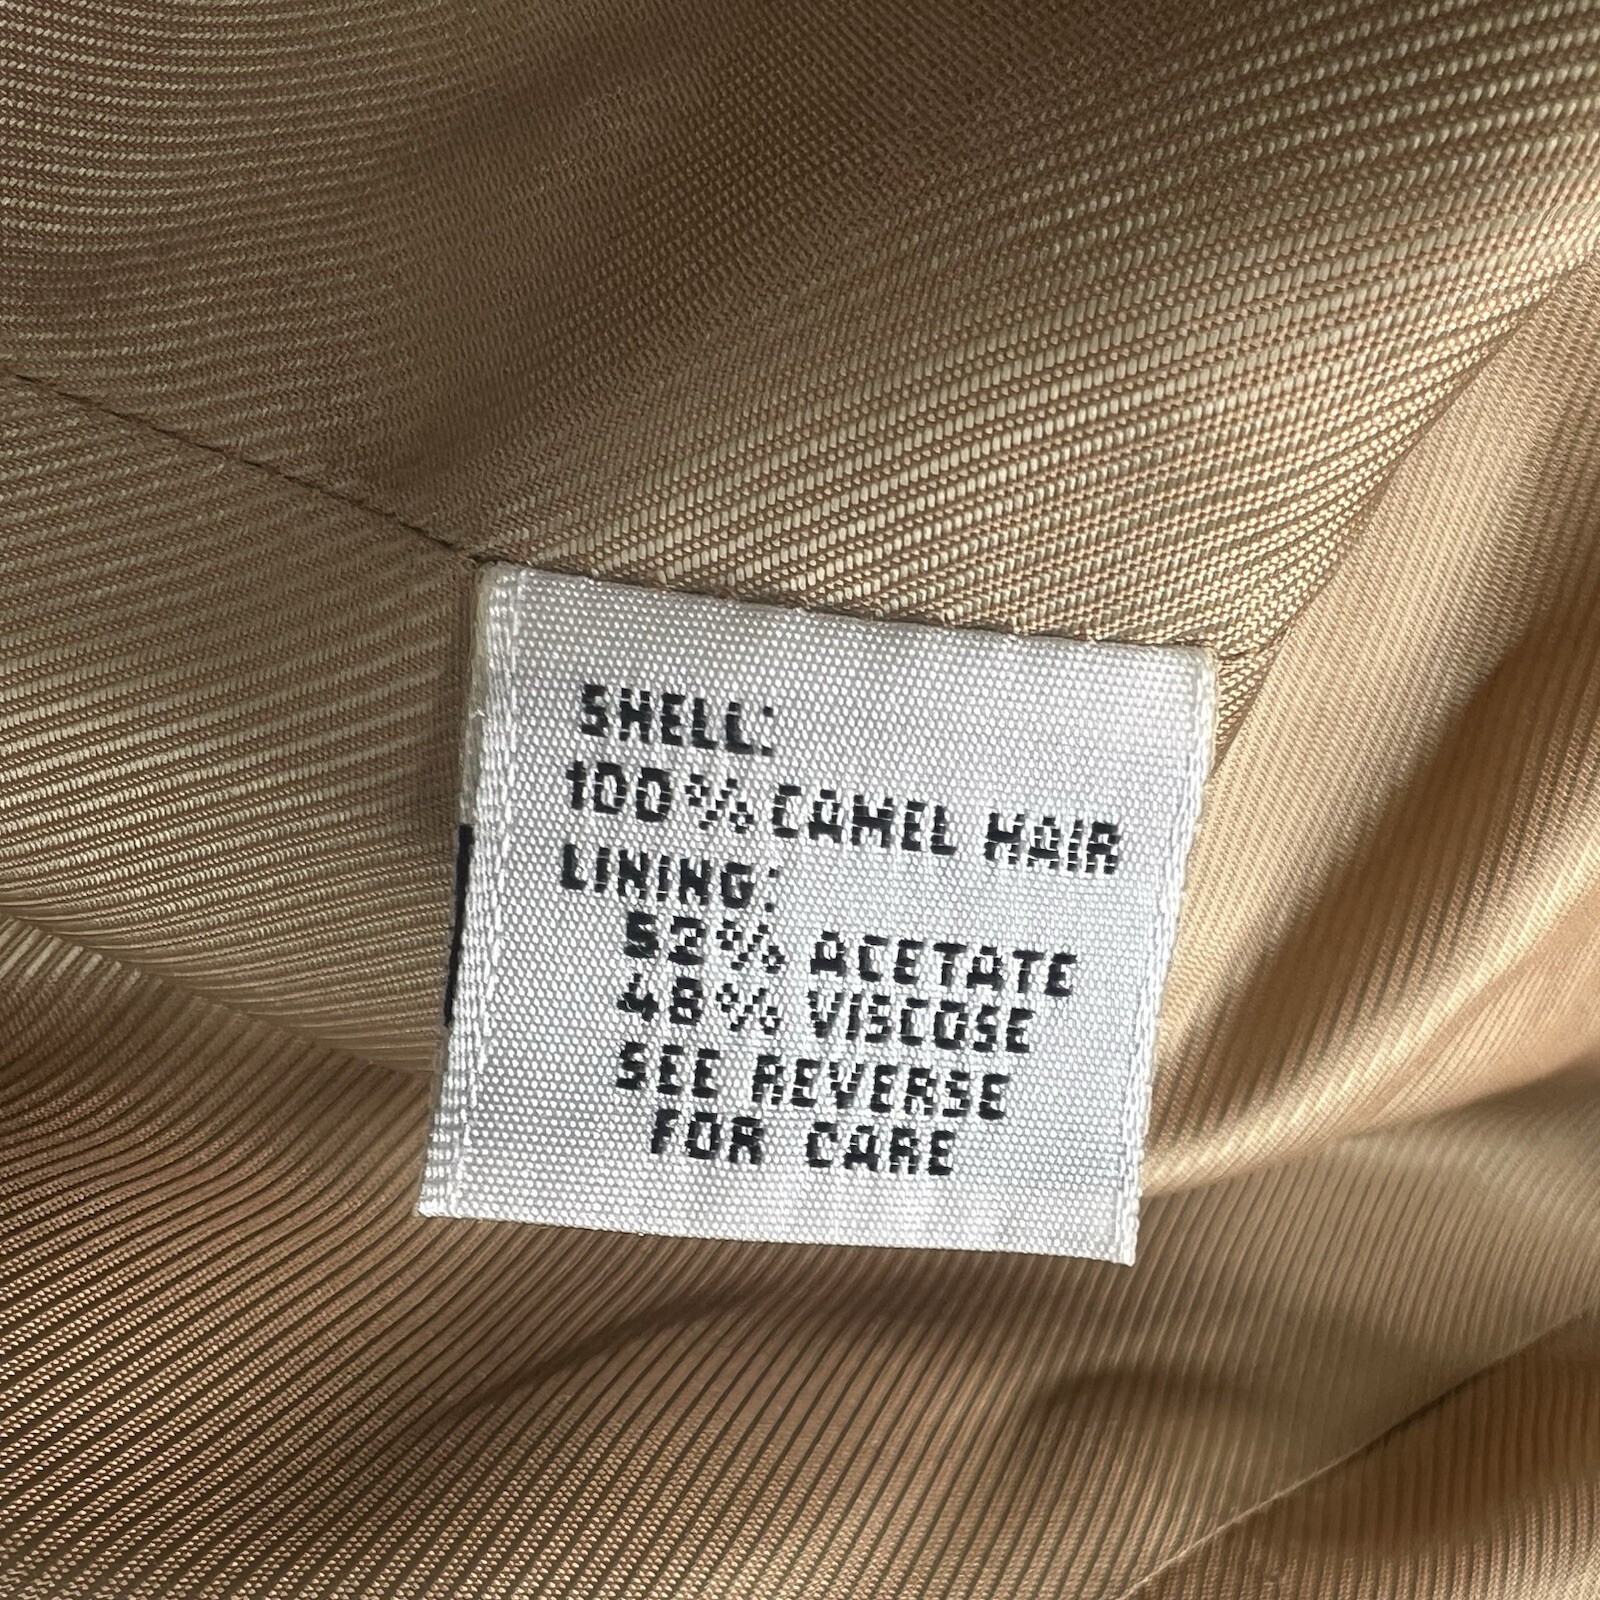 SHELL:
100% CAMEL HAIR
LINING:
52% ACETATE
48% VISCOSE
SEE REVERSE
FOR CARE